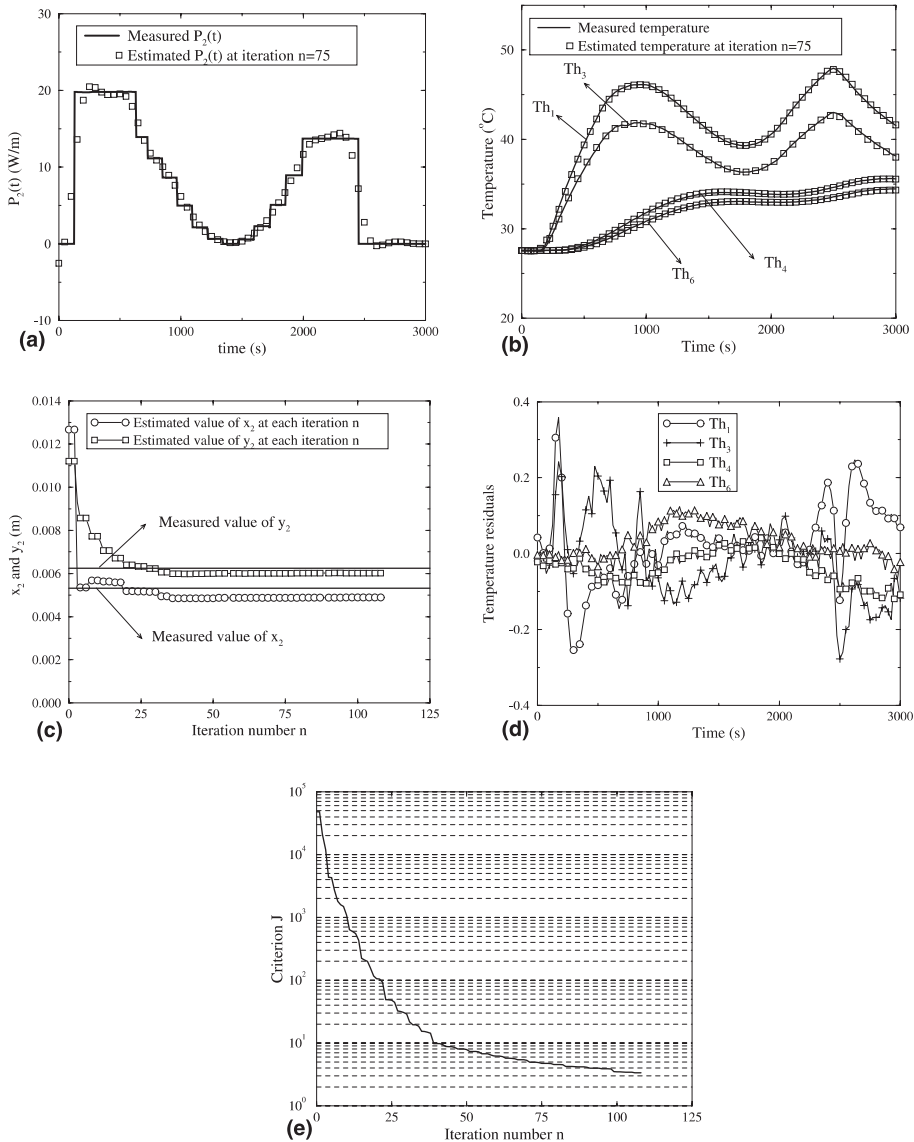 Measured P2(t)
Estimated P2(t) at iteration n=75
30
20
10
0
-10
P2(t) (W/m)
0
1000
2000
3000
time (s)
(a)
Measured temperature
Estimated temperature at iteration n=75
Th3
Th1
Th4
Th6
50
45
40
35
30
25
20
Temperature (°C)
0
1000
2000
3000
Time (s)
(b)
Estimated value of x2 at each iteration n
Estimated value of y2 at each iteration n
Measured value of y2
Measured value of x2
0.014
0.012
0.010
0.008
0.006
0.004
0.002
0.000
x2 and y2 (m)
0
25
50
75
100
125
Iteration number n
(c)
Th1
Th3
Th4
Th6
0.4
0.2
0.0
-0.2
-0.4
Temperature residuals
0
1000
2000
3000
Time (s)
(d)
10^5
10^4
10^3
10^2
10^1
10^0
Criterion J
0
25
50
75
100
125
Iteration number n
(e)